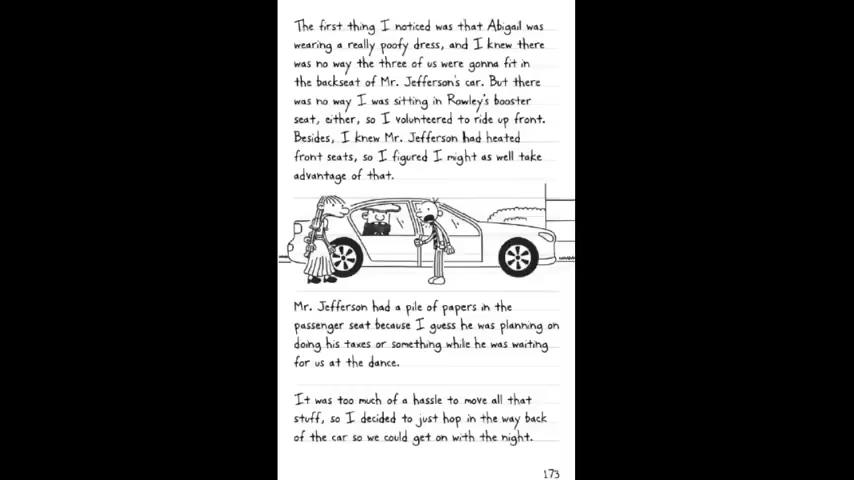 The first thing I noticed was that Abigail was
wearing a really poofy dress, and I knew there
was no way the three of us were gonna fit in
the backseat of Mr. Jefferson's car. But there
was no way I was sitting in Rowley's booster
seat, either, so I volunteered to ride up front.
Besides, I knew Mr. Jefferson had heated
front seats, so I figured I might as well take
advantage of that.
Mr. Jefferson had a pile of papers in the
passenger seat because I guess he was planning on
doing his taxes or something while he was waiting
for us at the dance.
It was too much of a hassle to move all that
stuff, so I decided to just hop in the way back
of the car so we could get on with the night.
173